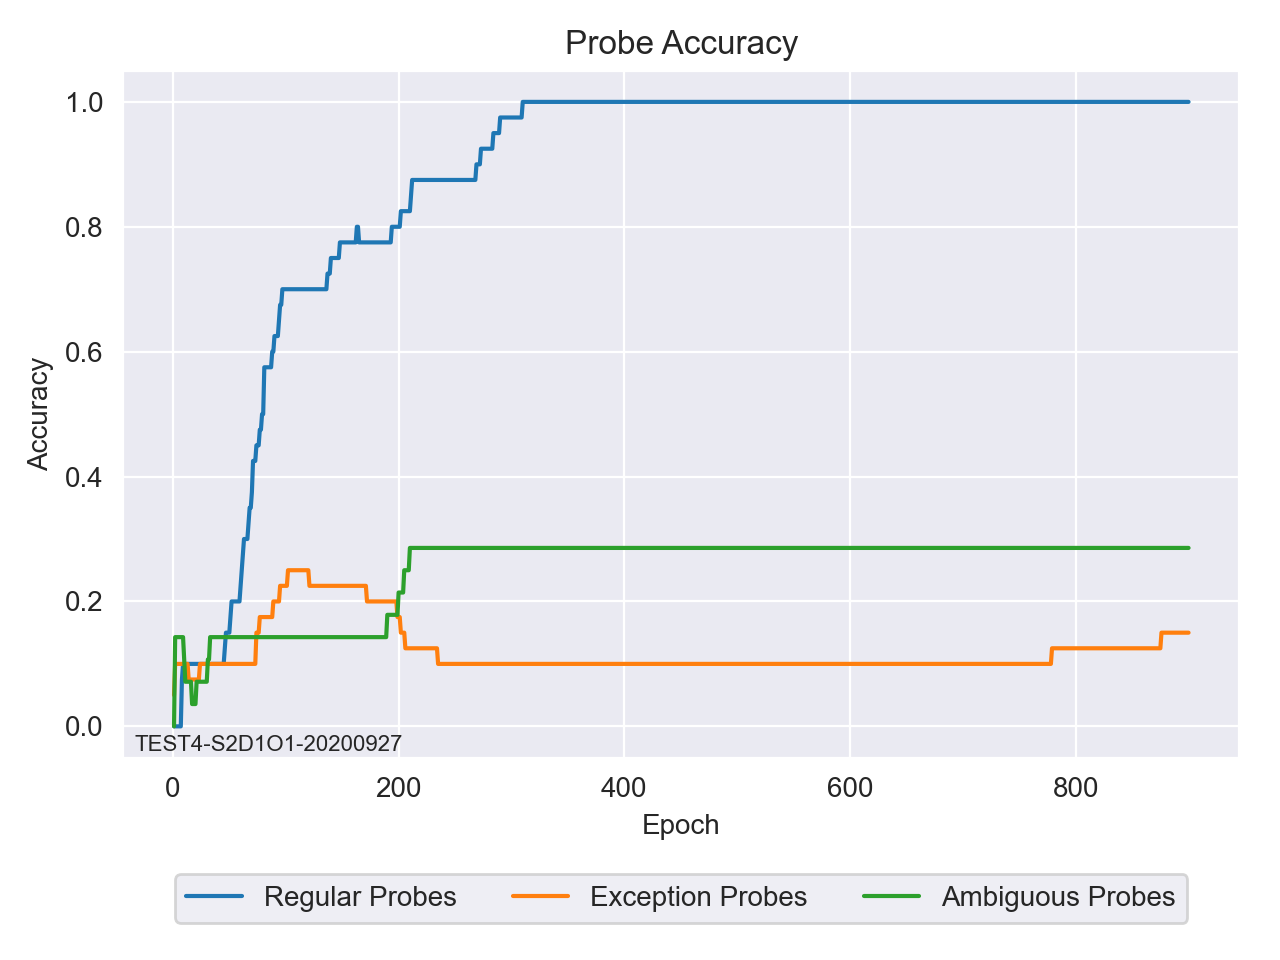 Probe Accuracy
1.0
0.8
0.6
0.4
0.2
0.0
Accuracy
TEST4-S2D1O1-20200927
0 200 400 600 800
Epoch
Regular Probes Exception Probes Ambiguous Probes